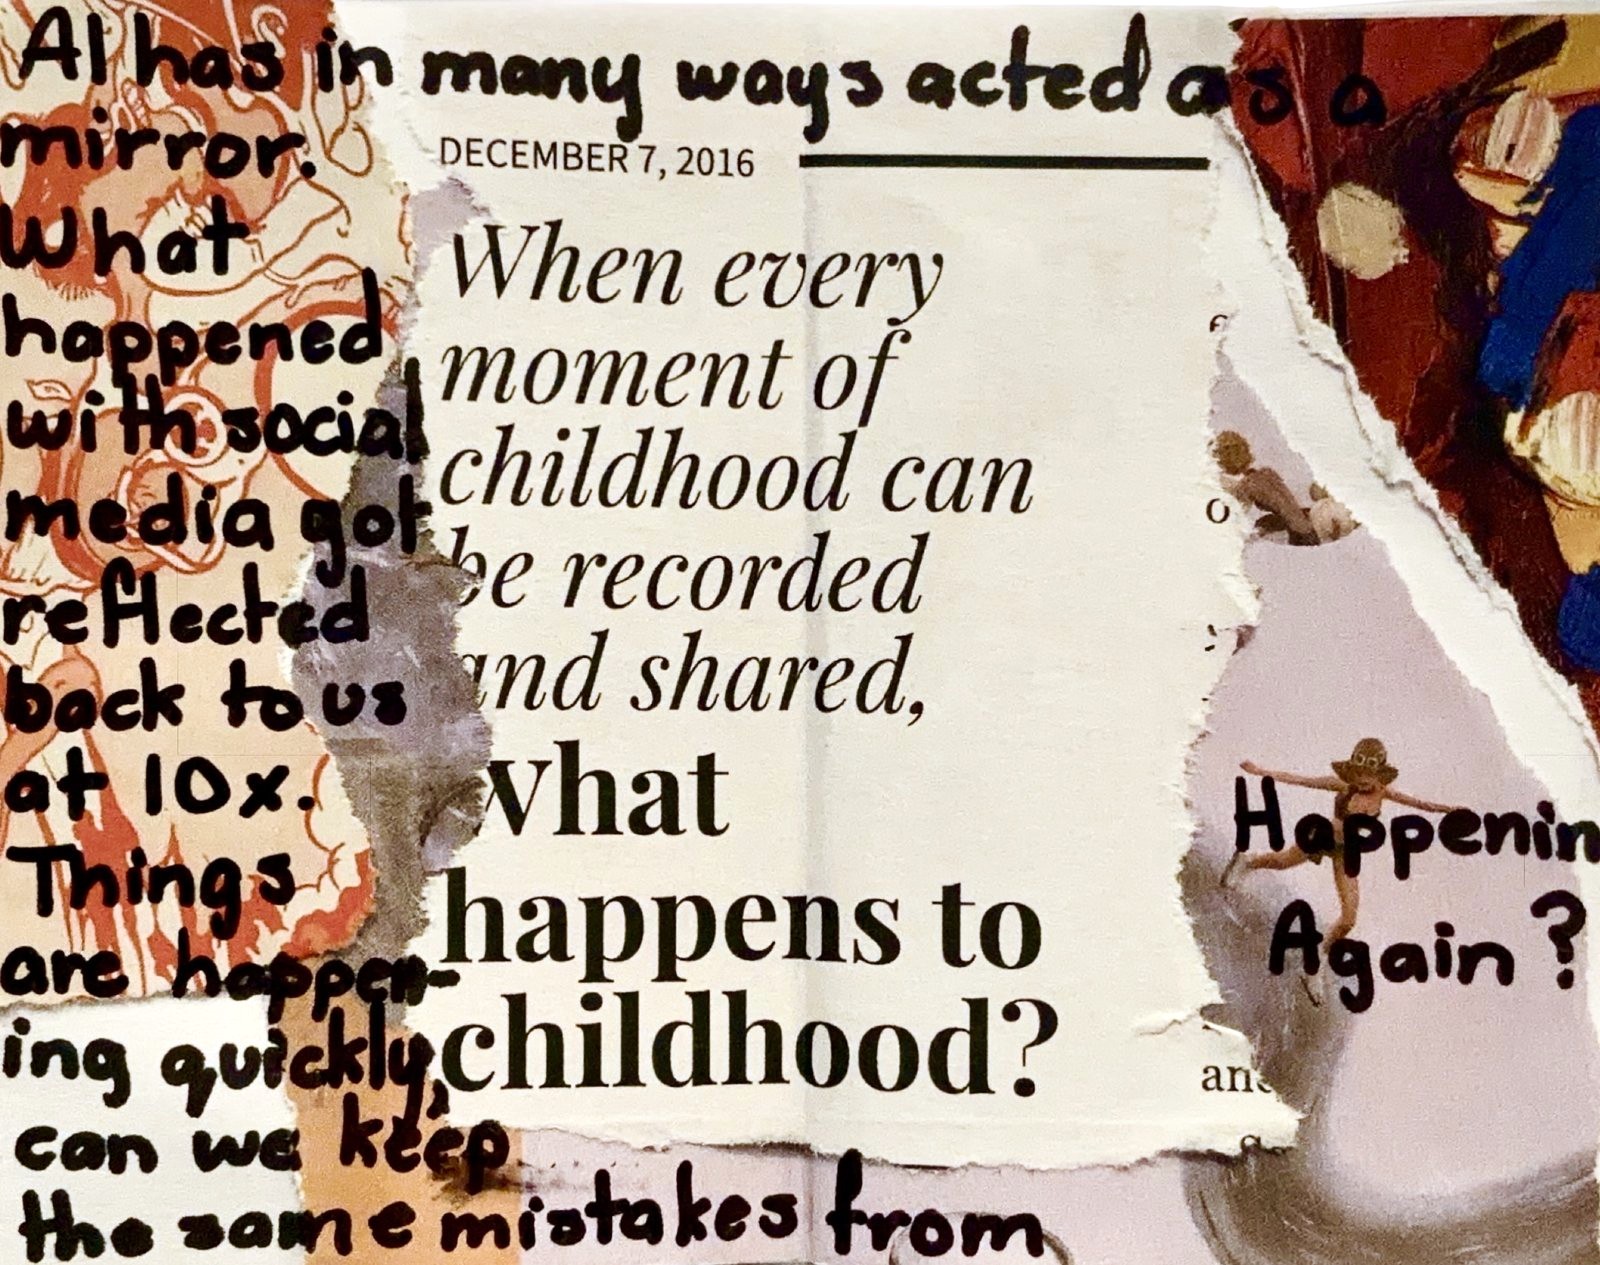 AI has in many ways acted as a
mirror.
What
happened
with social
media got
reflected
back to us
at 10x.
Things
are happen-
ing quickly,
can we keep
the same mistakes from
Happenin
Again?
DECEMBER 7, 2016
When every
moment of
childhood can
be recorded
and shared,
what
happens to
childhood?